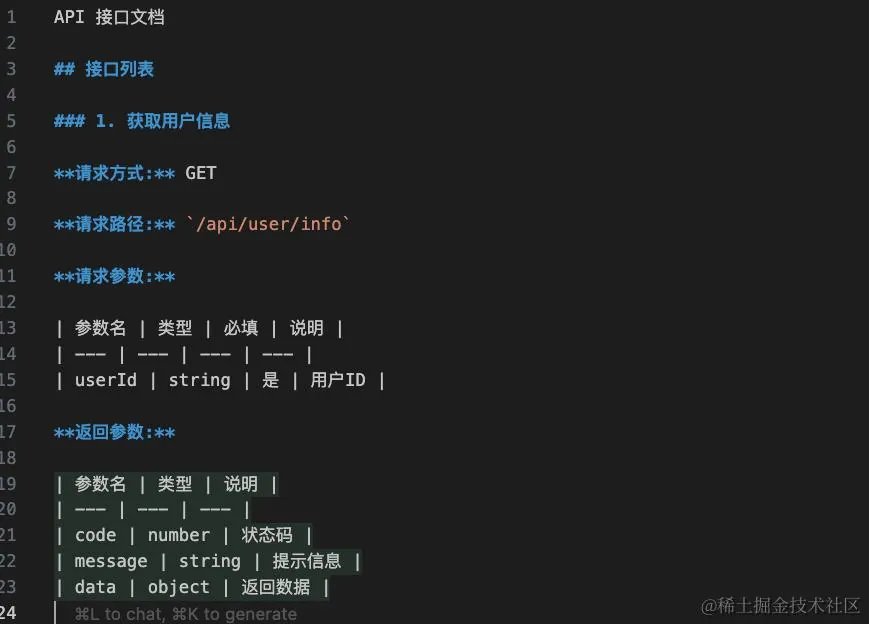 1 API 接口文档
2
3 ## 接口列表
4
5 ### 1. 获取用户信息
6
7 **请求方式:** GET
8
9 **请求路径:** `/api/user/info`
10
11 **请求参数:**
12
13 | 参数名 | 类型 | 必填 | 说明 |
14 | --- | --- | --- | --- |
15 | userId | string | 是 | 用户ID |
16
17 **返回参数:**
18
19 | 参数名 | 类型 | 说明 |
20 | --- | --- | --- |
21 | code | number | 状态码 |
22 | message | string | 提示信息 |
23 | data | object | 返回数据 |
24 ⌘L to chat, ⌘K to generate
@稀土掘金技术社区